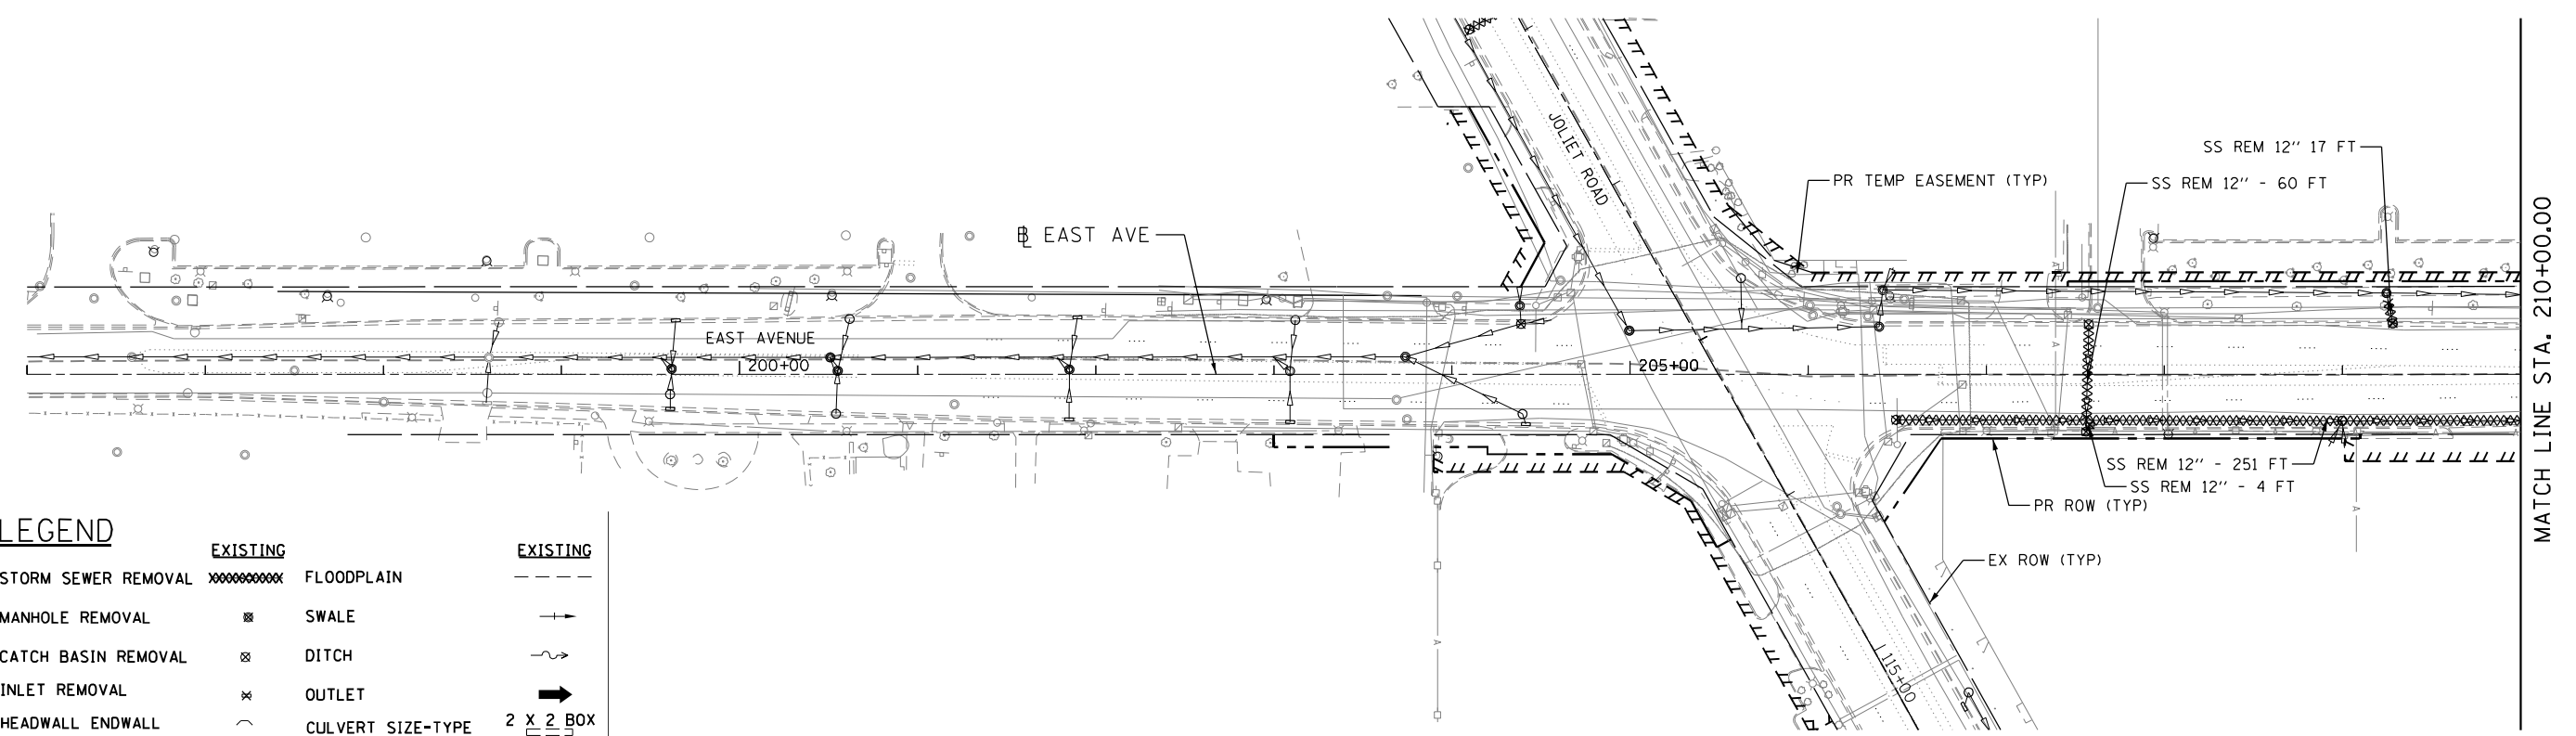 SS REM 12'' 17 FT
PR TEMP EASEMENT (TYP)
SS REM 12'' - 60 FT
JOLIET ROAD
MATCH LINE STA. 210+00.00
BL EAST AVE
EAST AVENUE
200+00
205+00
SS REM 12'' - 251 FT
SS REM 12'' - 4 FT
PR ROW (TYP)
EX ROW (TYP)
115+00
A
A
A
A
LEGEND
EXISTING EXISTING
STORM SEWER REMOVAL FLOODPLAIN
MANHOLE REMOVAL SWALE
CATCH BASIN REMOVAL DITCH
INLET REMOVAL OUTLET
HEADWALL ENDWALL CULVERT SIZE-TYPE 2 X 2 BOX